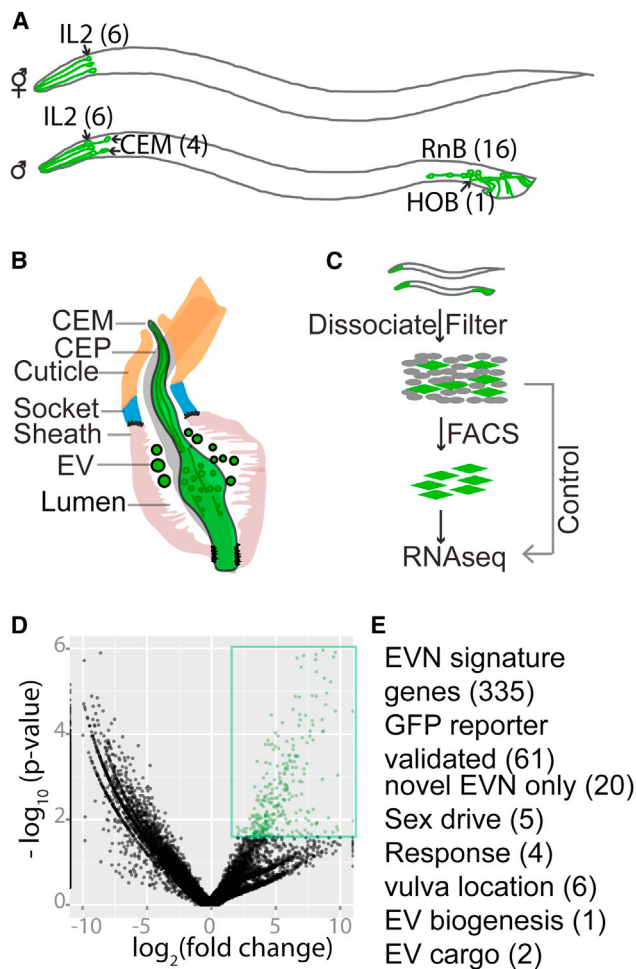 A
IL2 (6)
⚥
IL2 (6)
CEM (4)
♂
RnB (16)
HOB (1)
B
CEM
CEP
Cuticle
Socket
Sheath
EV
Lumen
C
Dissociate Filter
FACS
Control
RNAseq
D
6
4
2
0
-10 -5 0 5 10
- log10 (p-value)
log2(fold change)
E
EVN signature
genes (335)
GFP reporter
validated (61)
novel EVN only (20)
Sex drive (5)
Response (4)
vulva location (6)
EV biogenesis (1)
EV cargo (2)